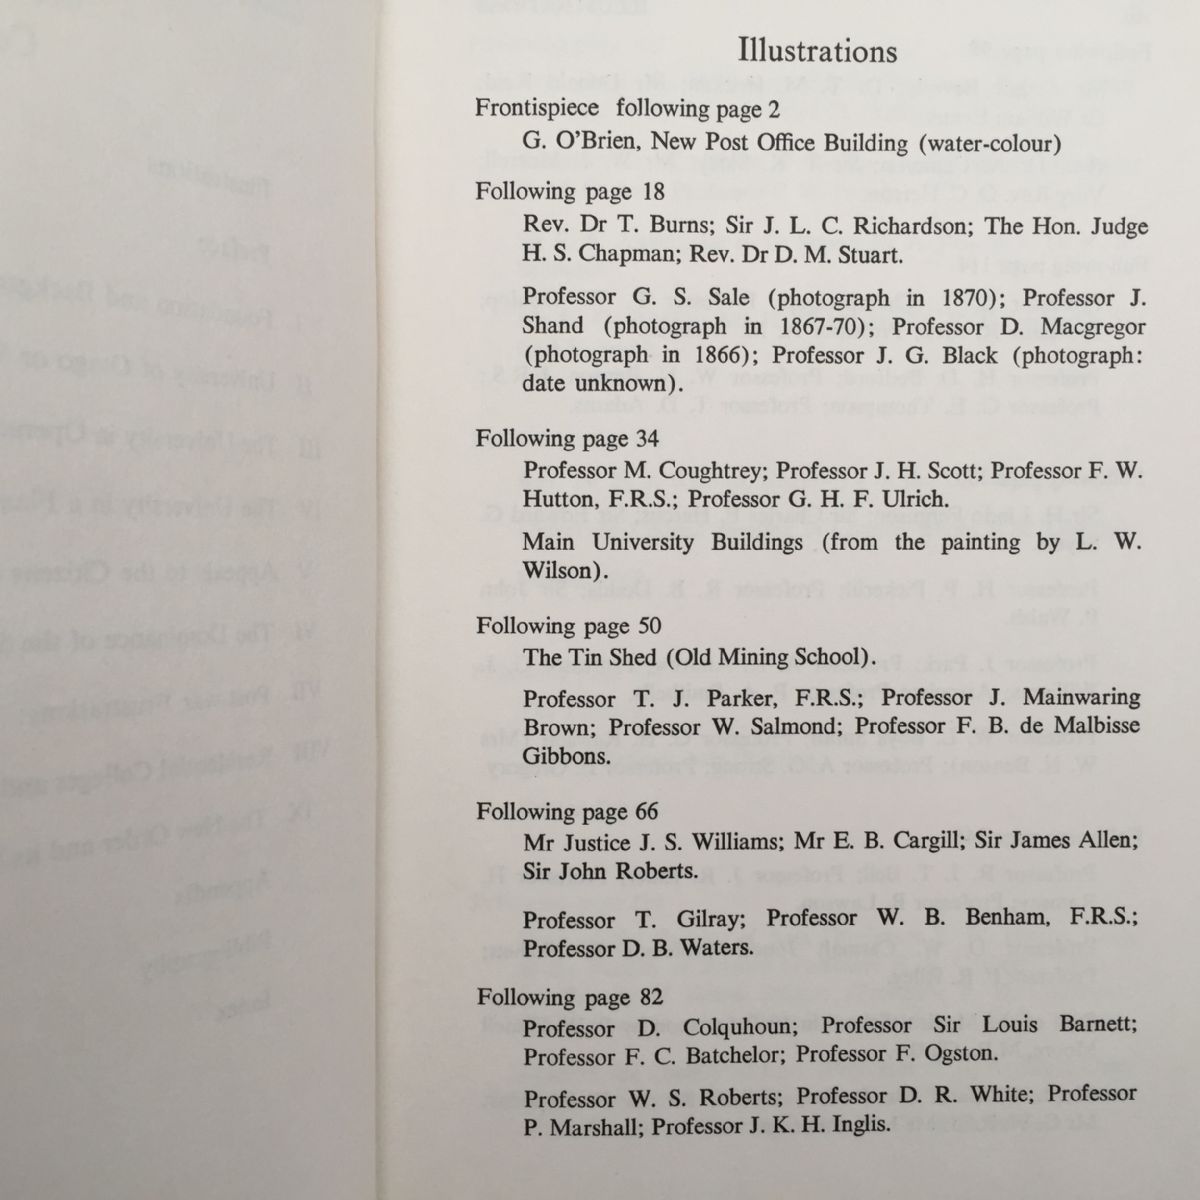 Illustrations
Frontispiece following page 2
G. O'Brien, New Post Office Building (water-colour)
Following page 18
Rev. Dr T. Burns; Sir J. L. C. Richardson; The Hon. Judge
H. S. Chapman; Rev. Dr D. M. Stuart.
Professor G. S. Sale (photograph in 1870); Professor J.
Shand (photograph in 1867-70); Professor D. Macgregor
(photograph in 1866); Professor J. G. Black (photograph:
date unknown).
Following page 34
Professor M. Coughtrey; Professor J. H. Scott; Professor F. W.
Hutton, F.R.S.; Professor G. H. F. Ulrich.
Main University Buildings (from the painting by L. W.
Wilson).
Following page 50
The Tin Shed (Old Mining School).
Professor T. J. Parker, F.R.S.; Professor J. Mainwaring
Brown; Professor W. Salmond; Professor F. B. de Malbisse
Gibbons.
Following page 66
Mr Justice J. S. Williams; Mr E. B. Cargill; Sir James Allen;
Sir John Roberts.
Professor T. Gilray; Professor W. B. Benham, F.R.S.;
Professor D. B. Waters.
Following page 82
Professor D. Colquhoun; Professor Sir Louis Barnett;
Professor F. C. Batchelor; Professor F. Ogston.
Professor W. S. Roberts; Professor D. R. White; Professor
P. Marshall; Professor J. K. H. Inglis.